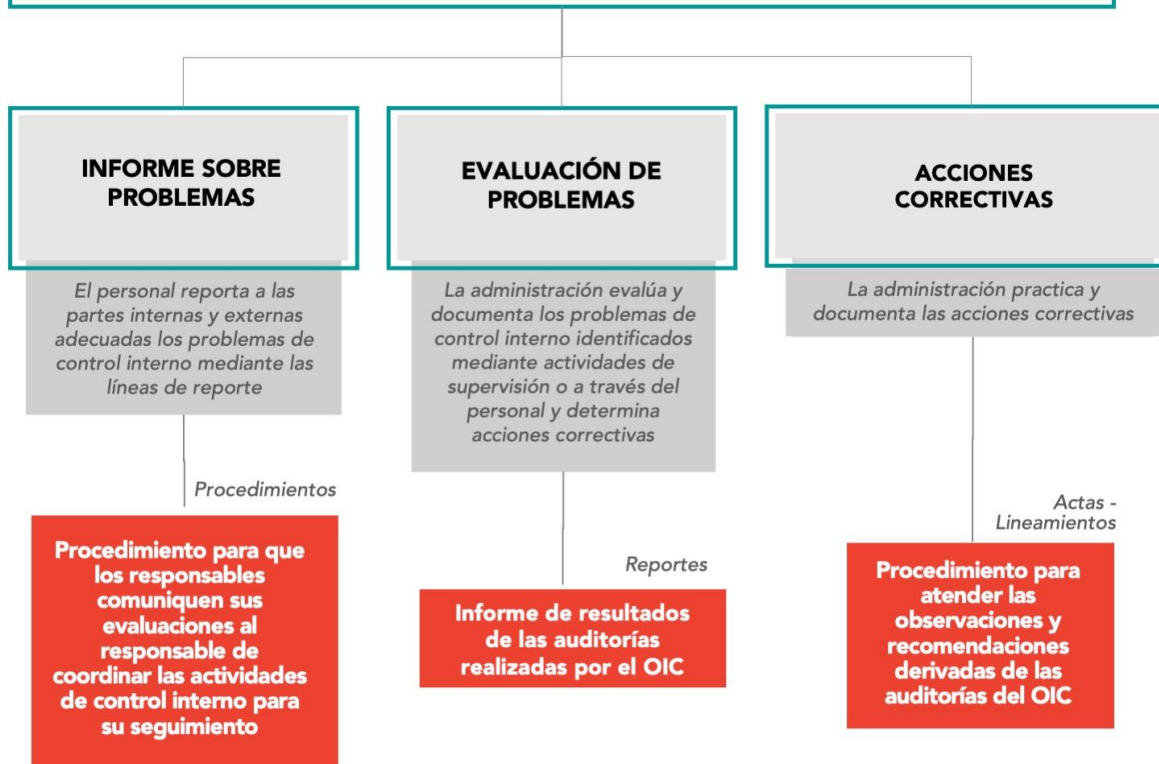 INFORME SOBRE
PROBLEMAS
El personal reporta a las
partes internas y externas
adecuadas los problemas de
control interno mediante las
líneas de reporte
Procedimientos
Procedimiento para que
los responsables
comuniquen sus
evaluaciones al
responsable de
coordinar las actividades
de control interno para
su seguimiento
EVALUACIÓN DE
PROBLEMAS
La administración evalúa y
documenta los problemas de
control interno identificados
mediante actividades de
supervisión o a través del
personal y determina
acciones correctivas
Reportes
Informe de resultados
de las auditorías
realizadas por el OIC
ACCIONES
CORRECTIVAS
La administración practica y
documenta las acciones correctivas
Actas -
Lineamientos
Procedimiento para
atender las
observaciones y
recomendaciones
derivadas de las
auditorías del OIC